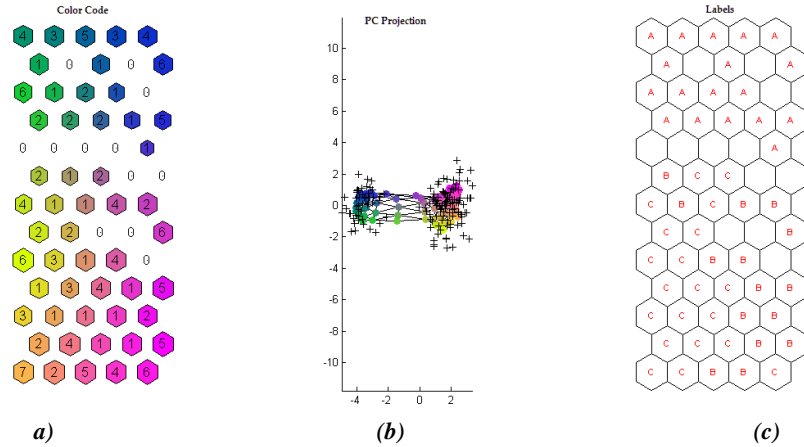 Color Code
4 3 5 3 4
1 0 1 0 6
6 1 2 1 0
2 2 2 1 5
0 0 0 0 1
2 1 2 0 0
4 1 1 4 2
2 2 0 0 6
6 3 1 4 0
1 3 4 1 5
3 1 1 1 2
2 4 1 1 5
7 2 5 4 6
a)
PC Projection
10
8
6
4
2
0
-2
-4
-6
-8
-10
-4 -2 0 2
(b)
Labels
A A A A A
A A A
A A A A
A A A A A
A
B C C
C B C B B
C C B
C C B B
C C C B B
C C C B B
C C C B B
C C B B C
(c)